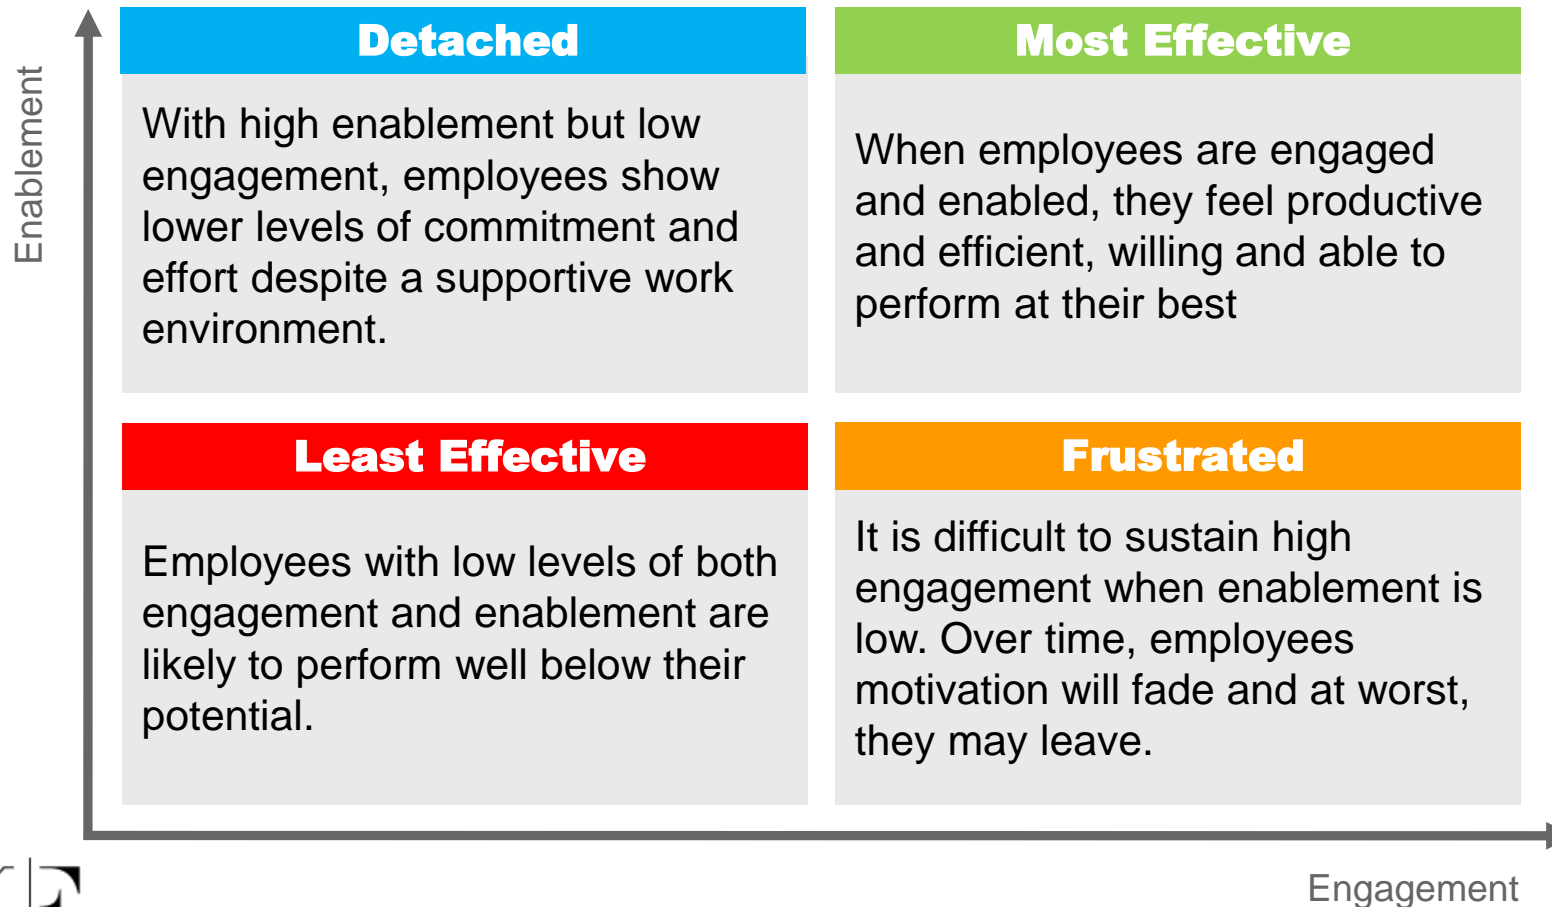 Enablement
Detached
With high enablement but low
engagement, employees show
lower levels of commitment and
effort despite a supportive work
environment.
Most Effective
When employees are engaged
and enabled, they feel productive
and efficient, willing and able to
perform at their best
Least Effective
Employees with low levels of both
engagement and enablement are
likely to perform well below their
potential.
Frustrated
It is difficult to sustain high
engagement when enablement is
low. Over time, employees
motivation will fade and at worst,
they may leave.
Engagement